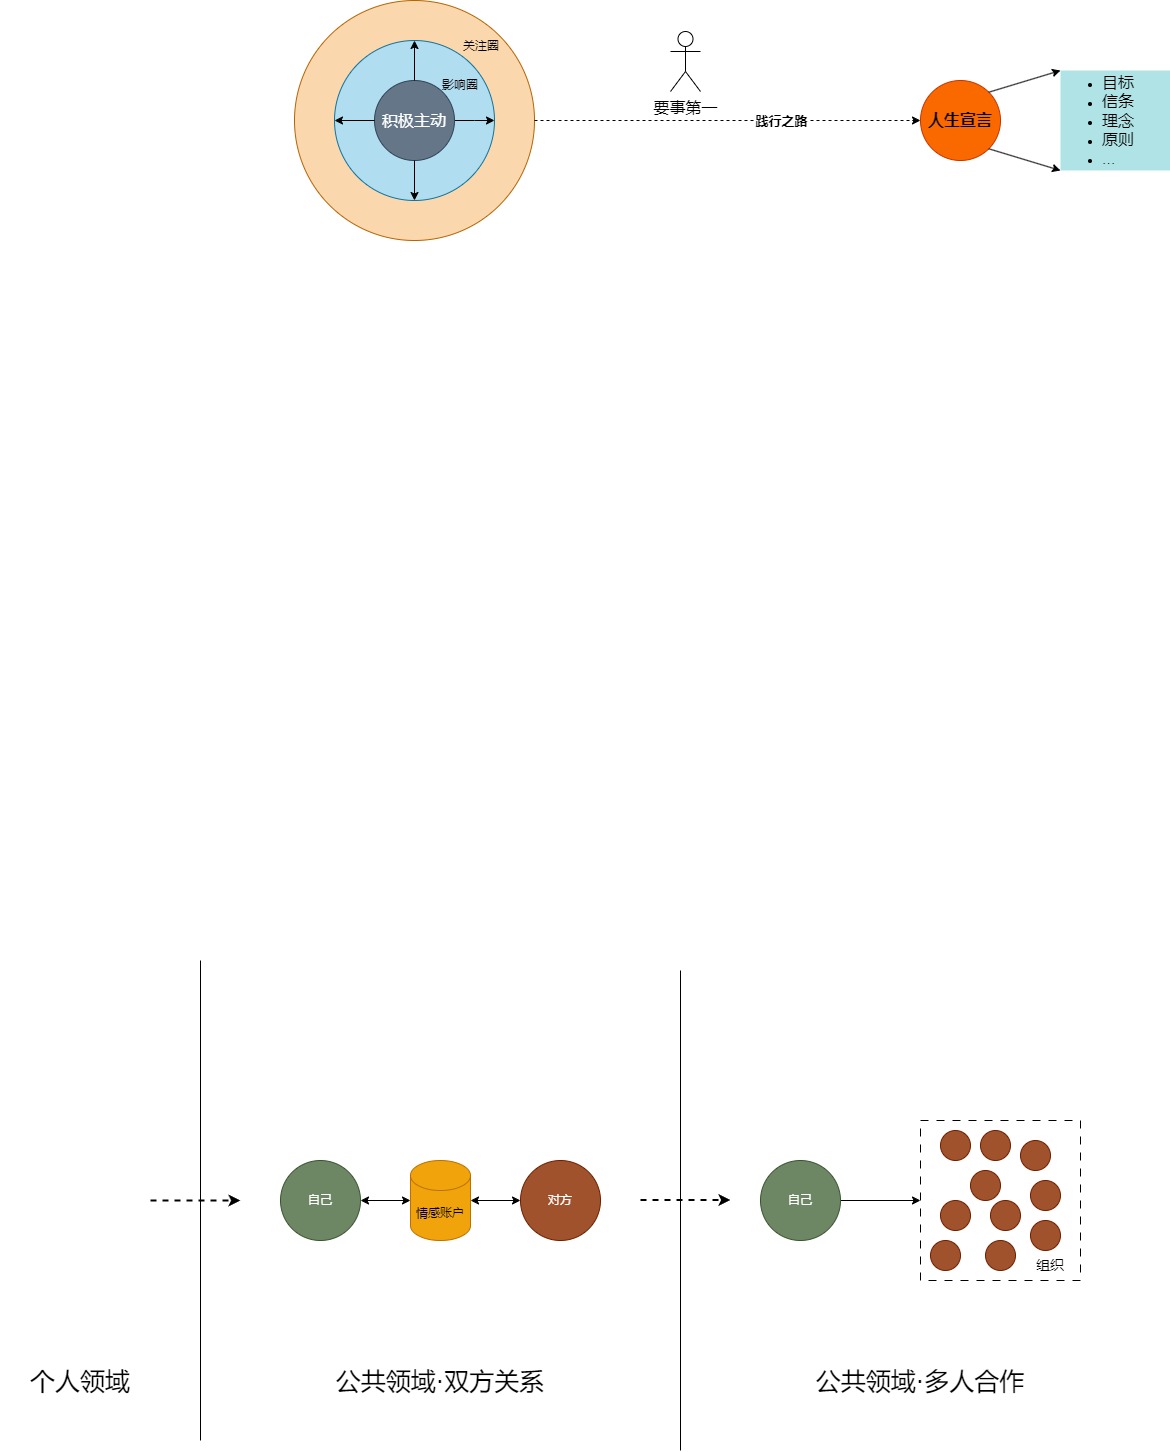 关注圈
影响圈
积极主动
要事第一
践行之路
人生宣言
目标
信条
理念
原则
...
自己
情感账户
对方
自己
组织
个人领域
公共领域·双方关系
公共领域·多人合作